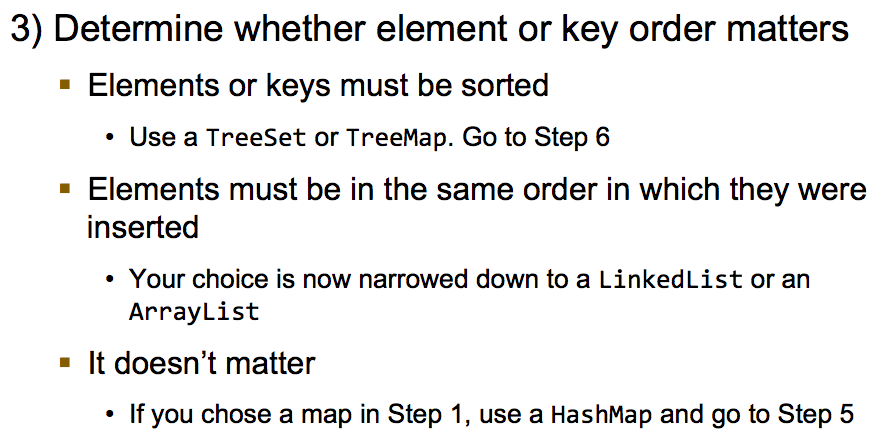 3) Determine whether element or key order matters
▪ Elements or keys must be sorted
• Use a TreeSet or TreeMap. Go to Step 6
▪ Elements must be in the same order in which they were
inserted
• Your choice is now narrowed down to a LinkedList or an
ArrayList
▪ It doesn’t matter
• If you chose a map in Step 1, use a HashMap and go to Step 5